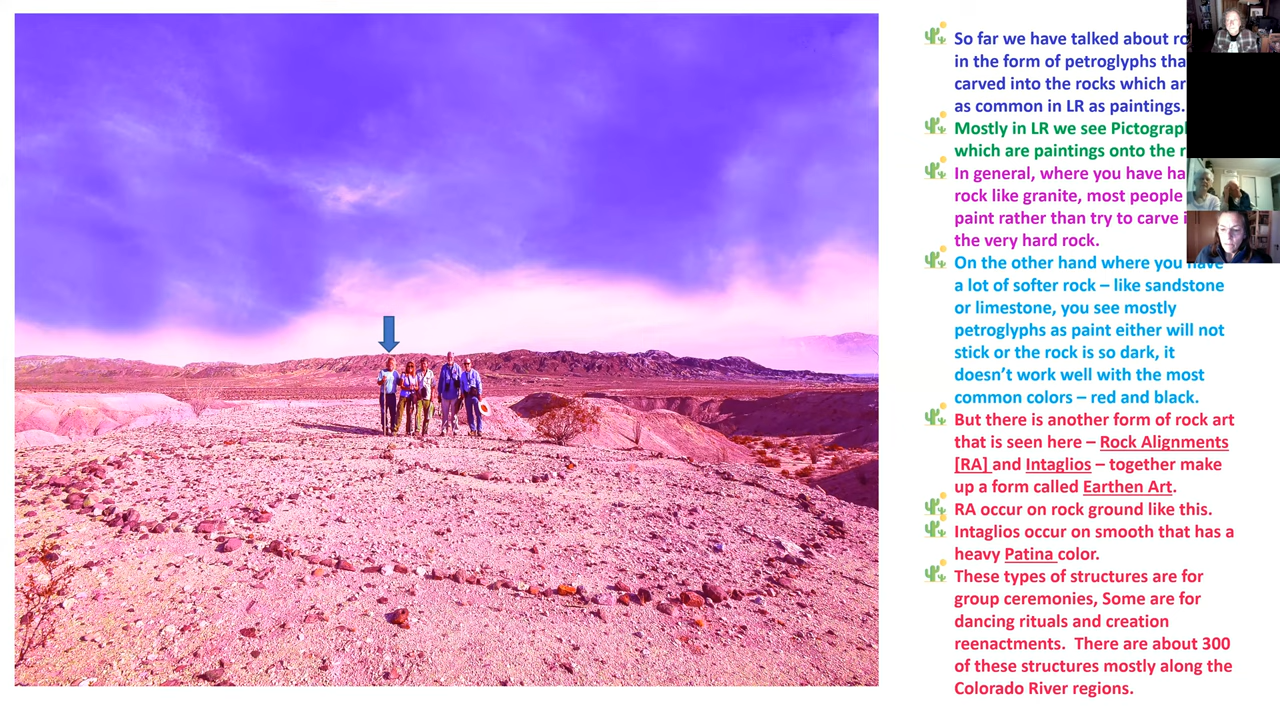 So far we have talked about
in the form of petroglyphs
carved into the rocks which
as common in LR as paintings.
Mostly in LR we see
which are paintings onto the
In general, where you have
rock like granite, most people
paint rather than try to carve
the very hard rock.
On the other hand where you have
a lot of softer rock – like sandstone
or limestone, you see mostly
petroglyphs as paint either will not
stick or the rock is so dark, it
doesn't work well with the most
common colors – red and black.
But there is another form of rock art
that is seen here – Rock Alignments
[RA] and Intaglios – together make
up a form called Earthen Art.
RA occur on rock ground like this.
Intaglios occur on smooth that has a
heavy Patina color.
These types of structures are for
group ceremonies, Some are for
dancing rituals and creation
reenactments. There are about 300
of these structures mostly along the
Colorado River regions.